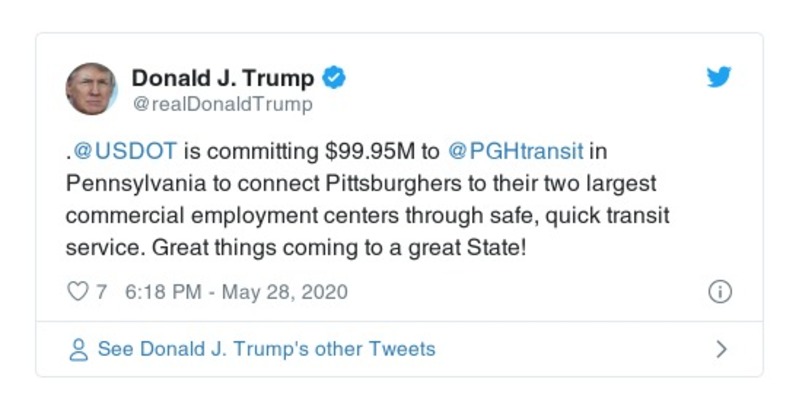 Donald J. Trump
@realDonaldTrump
.@USDOT is committing $99.95M to @PGHtransit in
Pennsylvania to connect Pittsburghers to their two largest
commercial employment centers through safe, quick transit
service. Great things coming to a great State!
7 6:18 PM - May 28, 2020
See Donald J. Trump's other Tweets